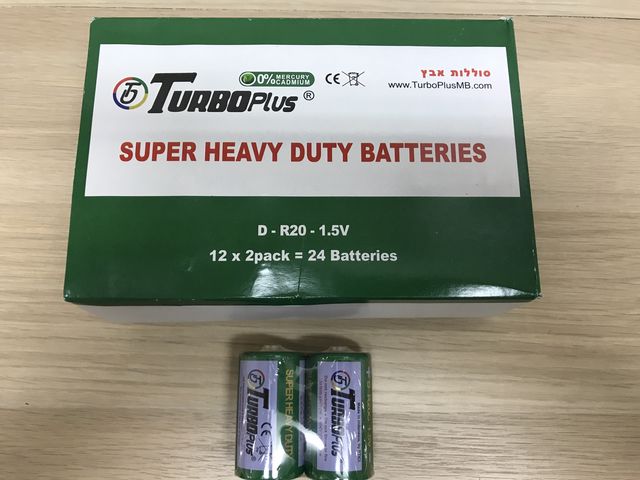 0% MERCURY
CADMIUM
CE
סוללות אבץ
TURBOPlus®
www.TurboPlusMB.com
SUPER HEAVY DUTY BATTERIES
D - R20 - 1.5V
12 x 2pack = 24 Batteries
TURBOPlus
CE
SUPER HEAVY DUTY
TURBOPlus